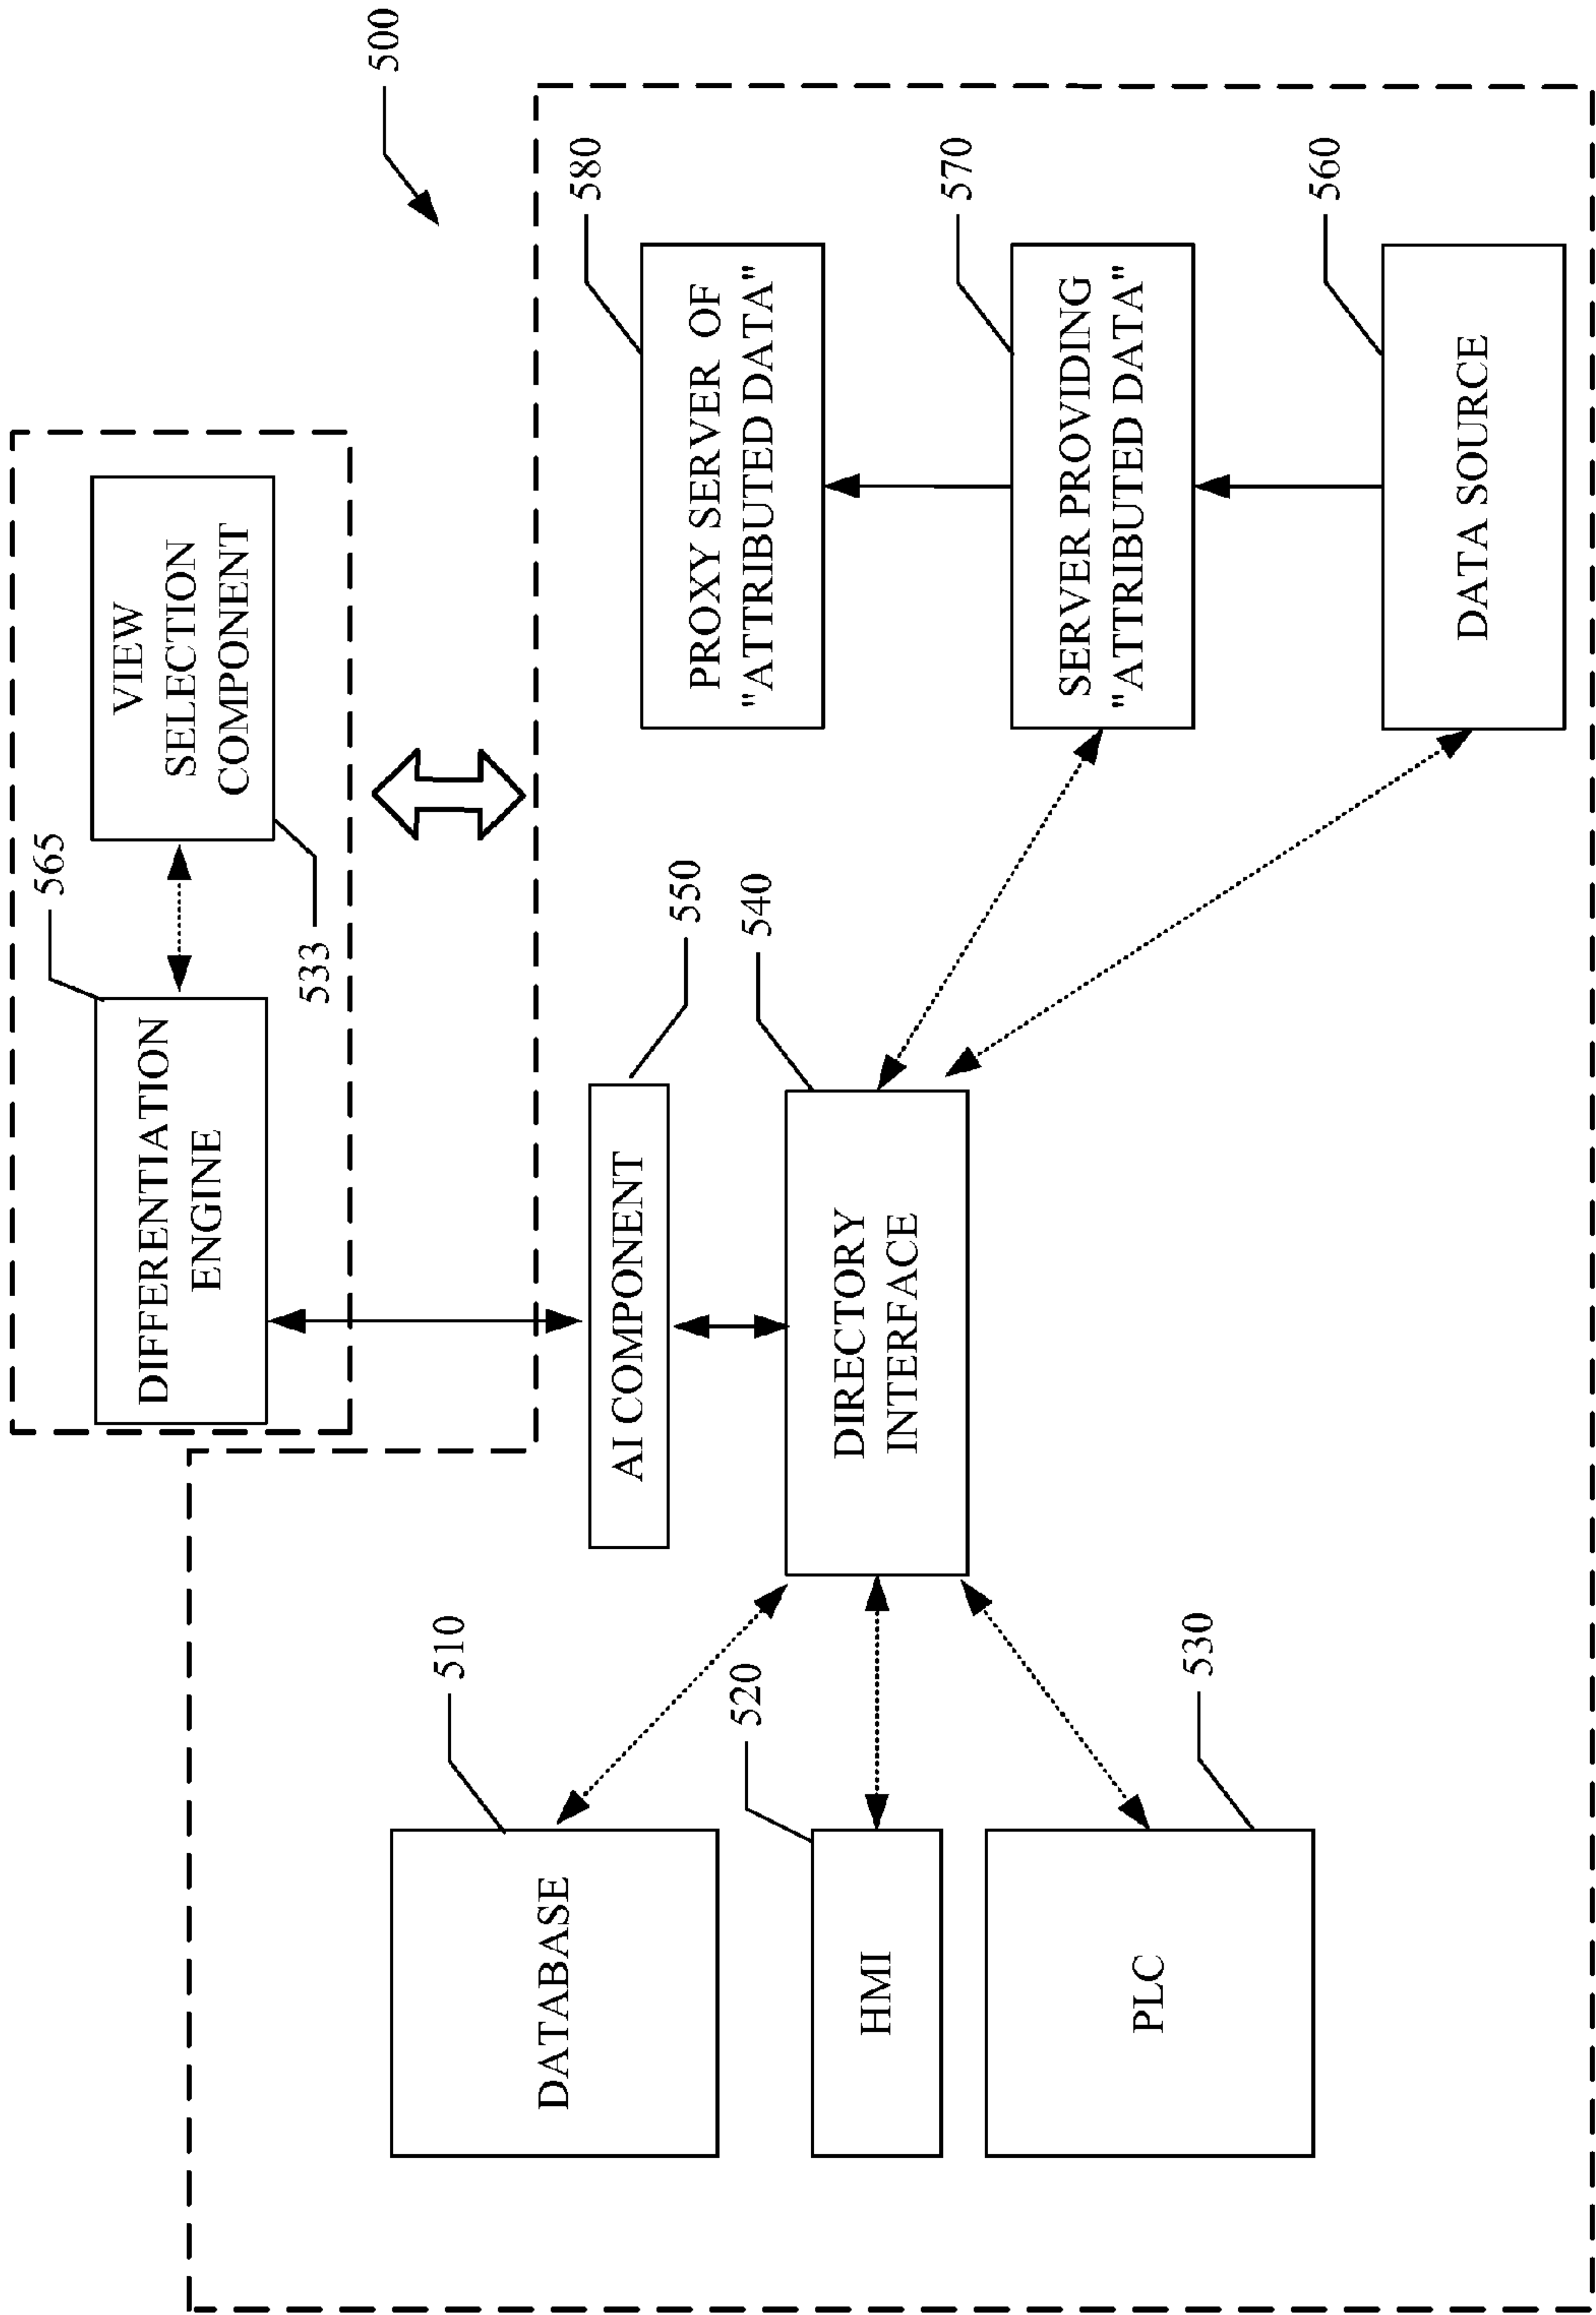 500
565
DIFFERENTIATION
ENGINE
VIEW
SELECTION
COMPONENT
533
550
AI COMPONENT
540
DIRECTORY
INTERFACE
510
DATABASE
520
HMI
530
PLC
580
PROXY SERVER OF
"ATTRIBUTED DATA"
570
SERVER PROVIDING
"ATTRIBUTED DATA"
560
DATA SOURCE